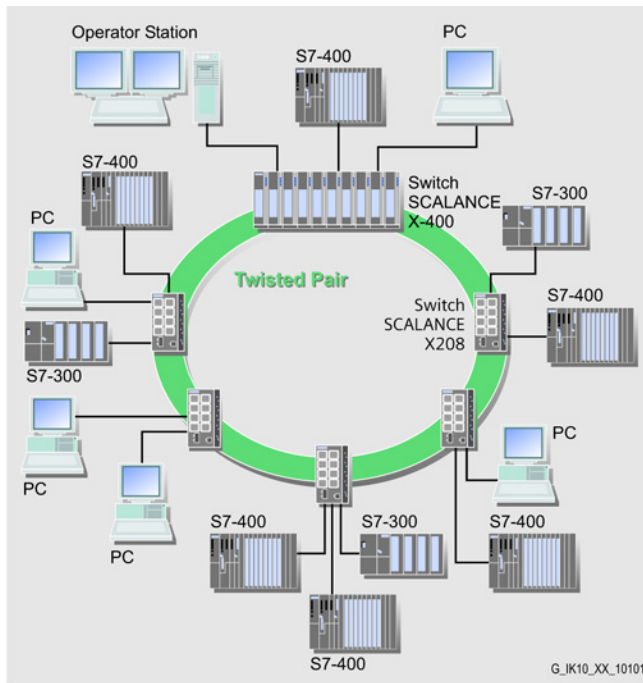 Operator Station
PC
S7-400
S7-400
Switch
SCALANCE
X-400
S7-300
PC
Twisted Pair
Switch
SCALANCE
X208
S7-400
S7-300
PC
PC
PC
S7-400
S7-300
S7-400
S7-400
G_IK10_XX_10101